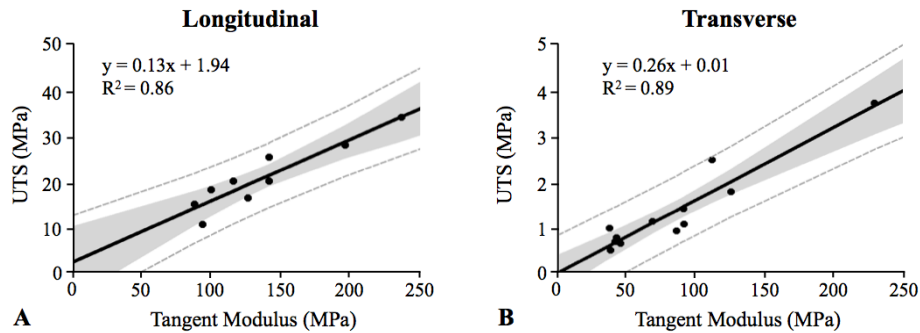 Longitudinal
Transverse
y = 0.13x + 1.94
R² = 0.86
UTS (MPa)
50
40
30
20
10
0
0 50 100 150 200 250
Tangent Modulus (MPa)
A
y = 0.26x + 0.01
R² = 0.89
UTS (MPa)
5
4
3
2
1
0
0 50 100 150 200 250
Tangent Modulus (MPa)
B